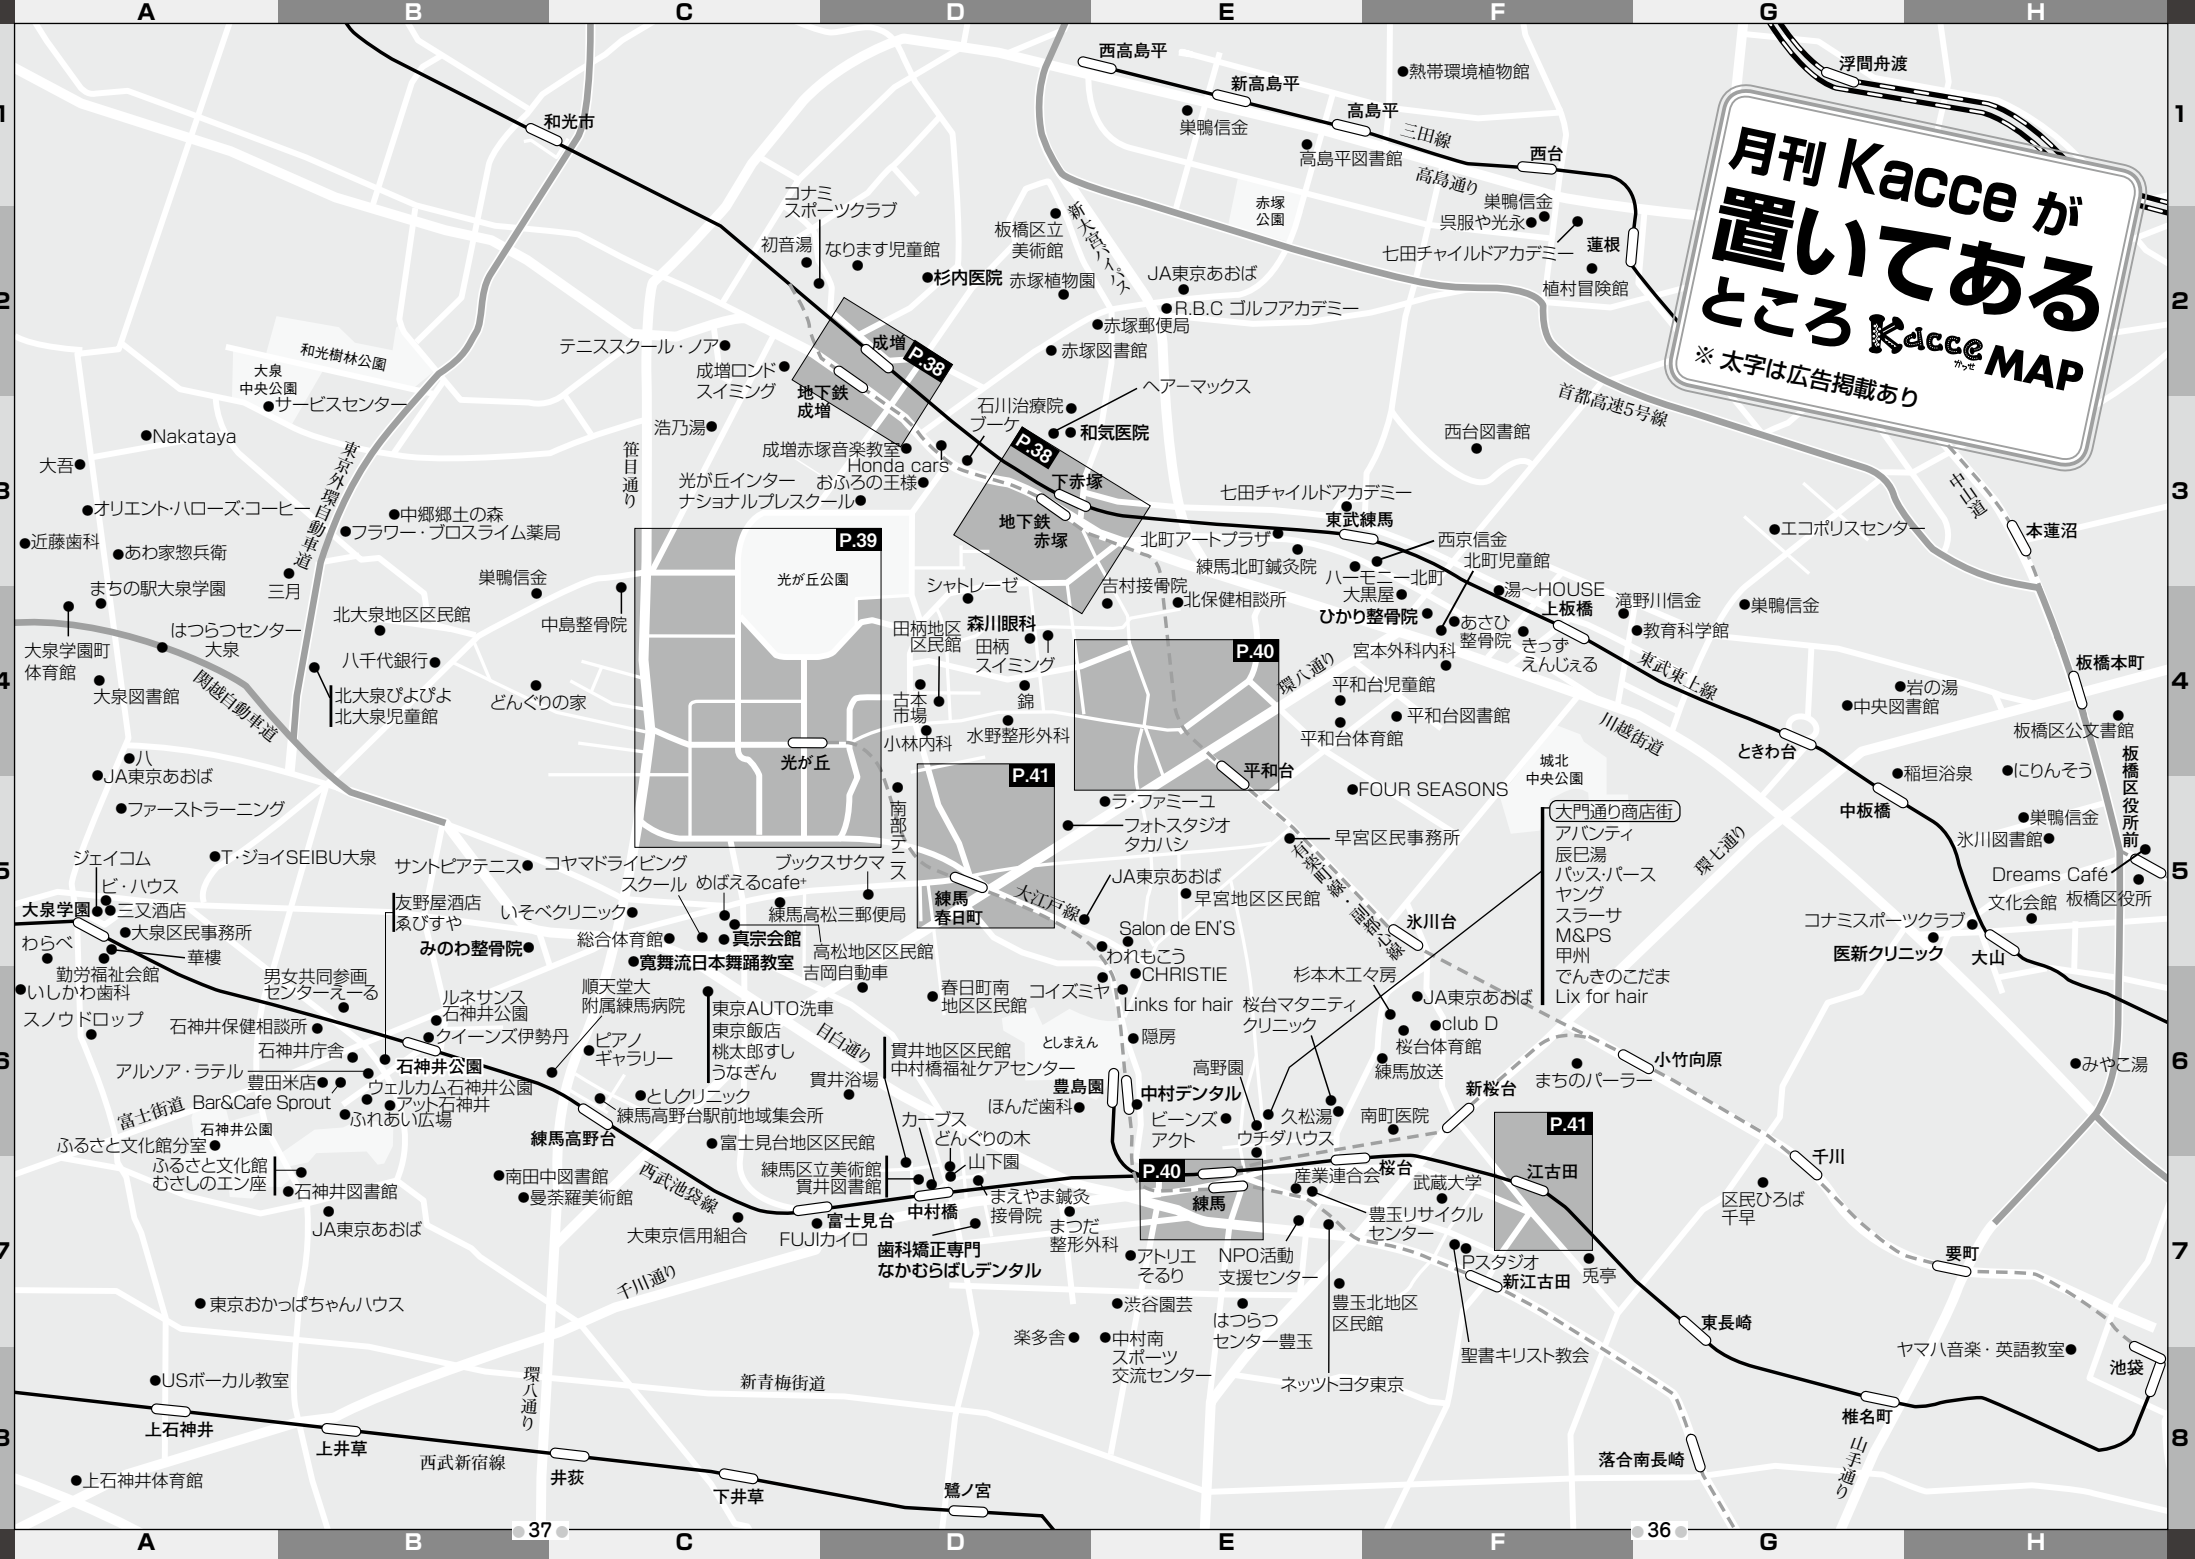 A
B
C
D
E
F
G
H
1
2
3
4
5
6
7
8
月刊 Kacce が
置いてある
ところ Kacce MAP
かっせ
※ 太字は広告掲載あり
西高島平
新高島平
高島平
三田線
高島通り
西台
蓮根
浮間舟渡
熱帯環境植物館
巣鴨信金
高島平図書館
赤塚
公園
巣鴨信金
呉服や光永
七田チャイルドアカデミー
植村冒険館
和光市
コナミ
スポーツクラブ
初音湯
なります児童館
杉内医院
板橋区立
美術館
赤塚植物園
新大宮バイパス
JA東京あおば
R.B.C ゴルフアカデミー
赤塚郵便局
赤塚図書館
ヘアーマックス
首都高速5号線
和光樹林公園
大泉
中央公園
サービスセンター
テニススクール・ノア
成増ロンド
スイミング
成増
P.38
地下鉄
成増
浩乃湯
成増赤塚音楽教室
Honda cars
おふろの王様
光が丘インター
ナショナルプレスクール
石川治療院
ブーケ
和気医院
P.38
下赤塚
地下鉄
赤塚
西台図書館
中山道
本蓮沼
エコポリスセンター
Nakataya
大吾
オリエント・ハローズ・コーヒー
近藤歯科
あわ家惣兵衛
東京外環自動車道
笹目通り
中郷郷土の森
フラワー・ブロスライム薬局
三月
巣鴨信金
まちの駅大泉学園
大泉学園町
体育館
はつらつセンター
大泉
大泉図書館
関越自動車道
北大泉地区区民館
八千代銀行
北大泉ぴよぴよ
北大泉児童館
どんぐりの家
中島整骨院
P.39
光が丘公園
光が丘
シャトレーゼ
田柄地区
区民館
森川眼科
田柄
スイミング
古本
市場
錦
小林内科
水野整形外科
七田チャイルドアカデミー
東武練馬
北町アートプラザ
練馬北町鍼灸院
西京信金
北町児童館
ハーモニー北町
大黒屋
ひかり整骨院
湯〜HOUSE
上板橋
あさひ
整骨院
きっず
えんじぇる
宮本外科内科
吉村接骨院
北保健相談所
滝野川信金
教育科学館
巣鴨信金
東武東上線
川越街道
板橋本町
岩の湯
中央図書館
板橋区公文書館
ときわ台
P.40
環八通り
平和台児童館
平和台図書館
平和台体育館
平和台
城北
中央公園
FOUR SEASONS
稲垣浴泉
にりんそう
中板橋
巣鴨信金
氷川図書館
板橋区役所前
Dreams Café
板橋区役所
文化会館
コナミスポーツクラブ
医新クリニック
大山
環七通り
八
JA東京あおば
ファーストラーニング
T・ジョイSEIBU大泉
ジェイコム
ビ・ハウス
三又酒店
大泉学園
大泉区民事務所
わらべ
華樓
勤労福祉会館
いしかわ歯科
スノウドロップ
P.41
南部テニス
練馬
春日町
大江戸線
ラ・ファミーユ
フォトスタジオ
タカハシ
早宮区民事務所
有楽町線・副都心線
JA東京あおば
早宮地区区民館
氷川台
大門通り商店街
アバンティ
辰巳湯
パッス・パース
ヤング
スラーサ
M&PS
甲州
でんきのこだま
Lix for hair
サントピアテニス
コヤマドライビング
スクール
めばえるcafe+
ブックスサクマ
練馬高松三郵便局
友野屋酒店
ゑびすや
いそべクリニック
みのわ整骨院
総合体育館
真宗会館
寛舞流日本舞踊教室
高松地区区民館
吉岡自動車
春日町南
地区区民館
コイズミヤ
Salon de EN'S
われもこう
CHRISTIE
Links for hair
桜台マタニティ
クリニック
杉本木工々房
JA東京あおば
club D
桜台体育館
練馬放送
としまえん
隠房
男女共同参画
センターえーる
石神井保健相談所
石神井庁舎
ルネサンス
石神井公園
クイーンズ伊勢丹
石神井公園
アルソア・ラテル
豊田米店
Bar&Cafe Sprout
ウェルカム石神井公園
アット石神井
ふれあい広場
富士街道
石神井公園
ふるさと文化館分室
ふるさと文化館
むさしのエン座
石神井図書館
JA東京あおば
順天堂大
附属練馬病院
ピアノ
ギャラリー
東京AUTO洗車
東京飯店
桃太郎すし
うなぎん
としクリニック
練馬高野台駅前地域集会所
練馬高野台
目白通り
貫井地区区民館
中村橋福祉ケアセンター
貫井浴場
富士見台地区区民館
練馬区立美術館
貫井図書館
カーブス
どんぐりの木
山下園
ほんだ歯科
豊島園
中村デンタル
高野園
ビーンズ
アクト
ウチダハウス
久松湯
南町医院
新桜台
まちのパーラー
小竹向原
みやこ湯
千川
南田中図書館
曼荼羅美術館
西武池袋線
大東京信用組合
FUJIカイロ
富士見台
中村橋
歯科矯正専門
なかむらばしデンタル
まえやま鍼灸
接骨院
まつだ
整形外科
P.40
練馬
産業連合会
桜台
武蔵大学
P.41
江古田
豊玉リサイクル
センター
Pスタジオ
新江古田
兎亭
区民ひろば
千早
要町
アトリエ
そるり
NPO活動
支援センター
渋谷園芸
はつらつ
センター豊玉
豊玉北地区
区民館
楽多舎
中村南
スポーツ
交流センター
ネッツトヨタ東京
聖書キリスト教会
東長崎
ヤマハ音楽・英語教室
池袋
椎名町
山手通り
落合南長崎
千川通り
東京おかっぱちゃんハウス
USボーカル教室
環八通り
新青梅街道
上石神井
上井草
西武新宿線
井荻
下井草
鷺ノ宮
上石神井体育館
37
36
A
B
C
D
E
F
G
H